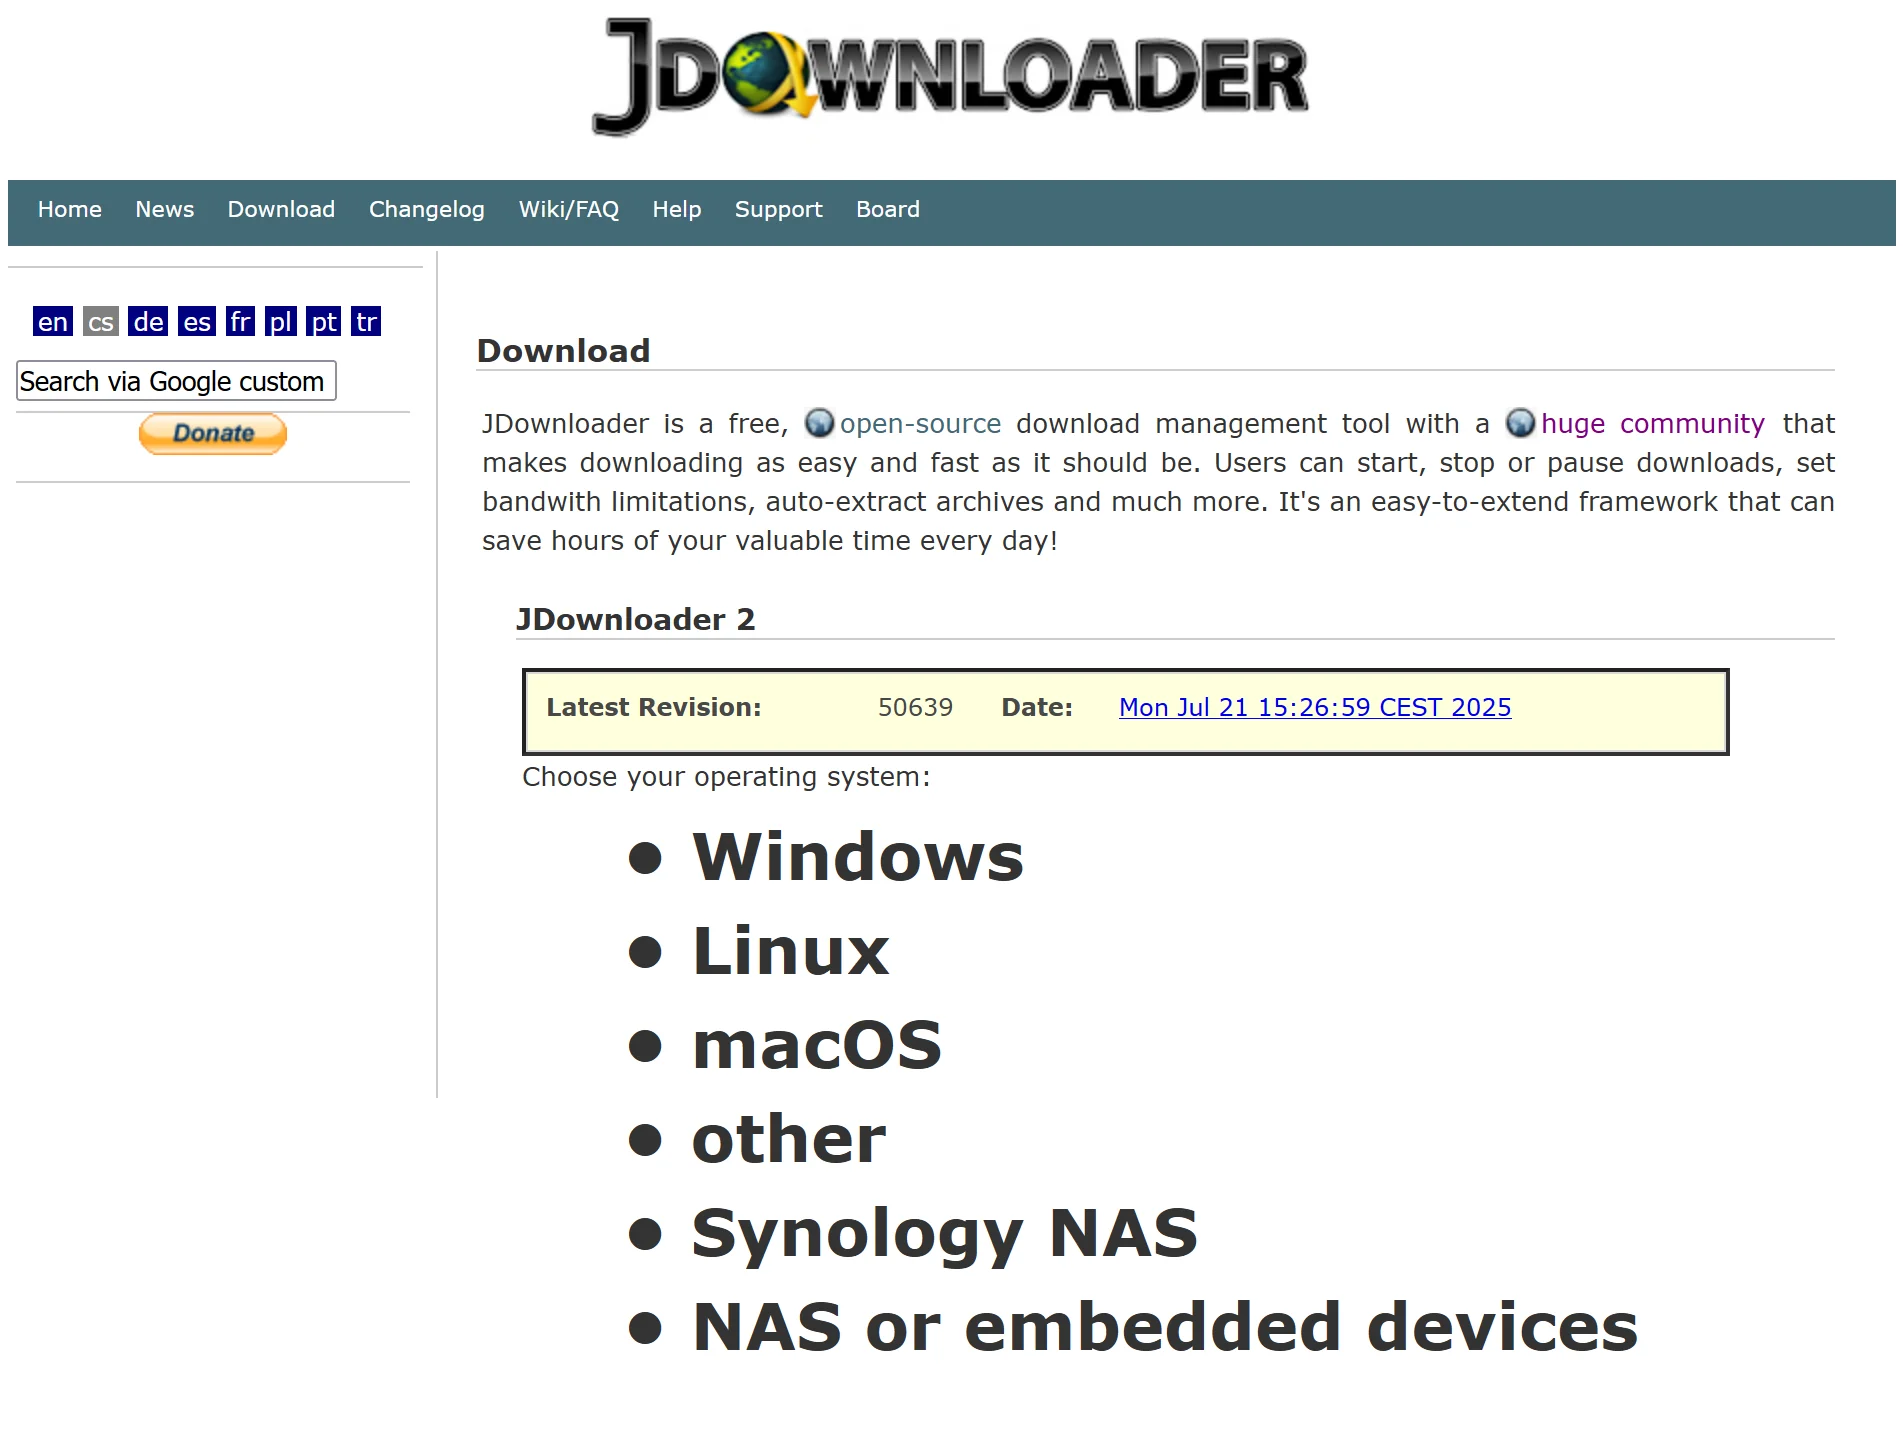 JDOWNLOADER
Home News Download Changelog Wiki/FAQ Help Support Board
en cs de es fr pl pt tr
Search via Google custom
Donate
Download
JDownloader is a free, open-source download management tool with a huge community that
makes downloading as easy and fast as it should be. Users can start, stop or pause downloads, set
bandwith limitations, auto-extract archives and much more. It's an easy-to-extend framework that can
save hours of your valuable time every day!
JDownloader 2
Latest Revision: 50639 Date: Mon Jul 21 15:26:59 CEST 2025
Choose your operating system:
• Windows
• Linux
• macOS
• other
• Synology NAS
• NAS or embedded devices